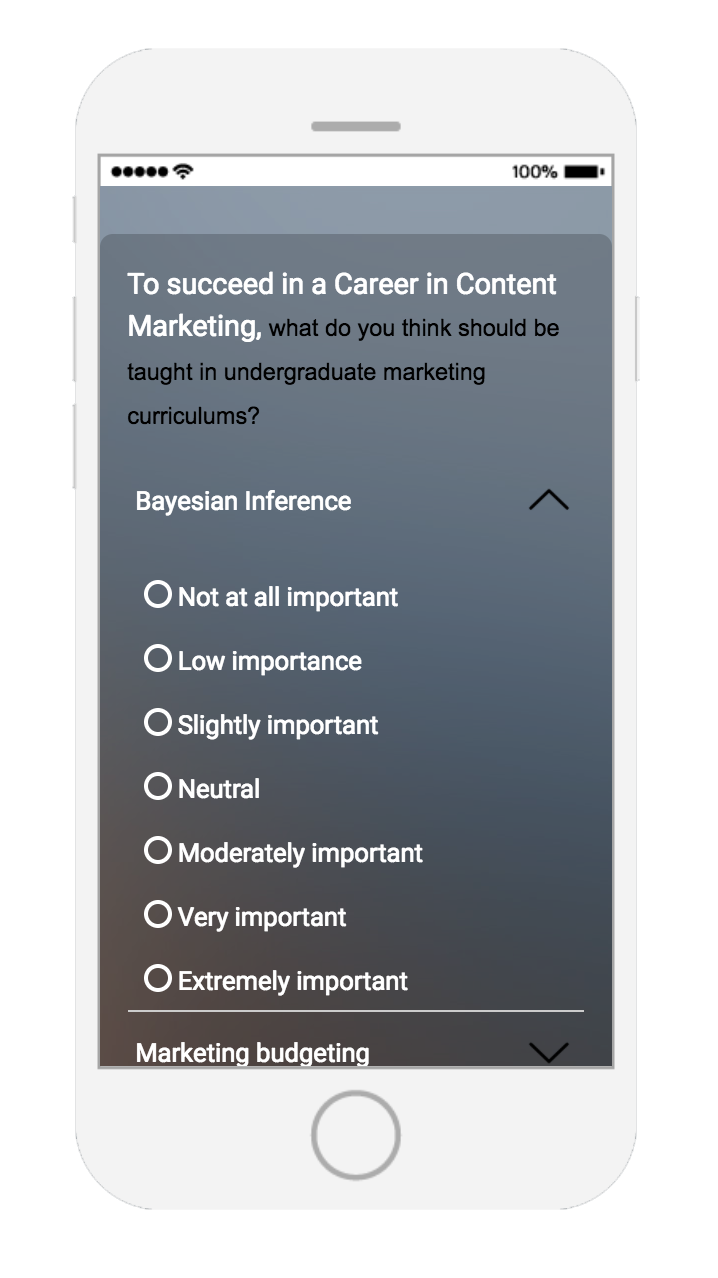 100%
To succeed in a Career in Content
Marketing, what do you think should be
taught in undergraduate marketing
curriculums?
Bayesian Inference
Not at all important
Low importance
Slightly important
Neutral
Moderately important
Very important
Extremely important
Marketing budgeting